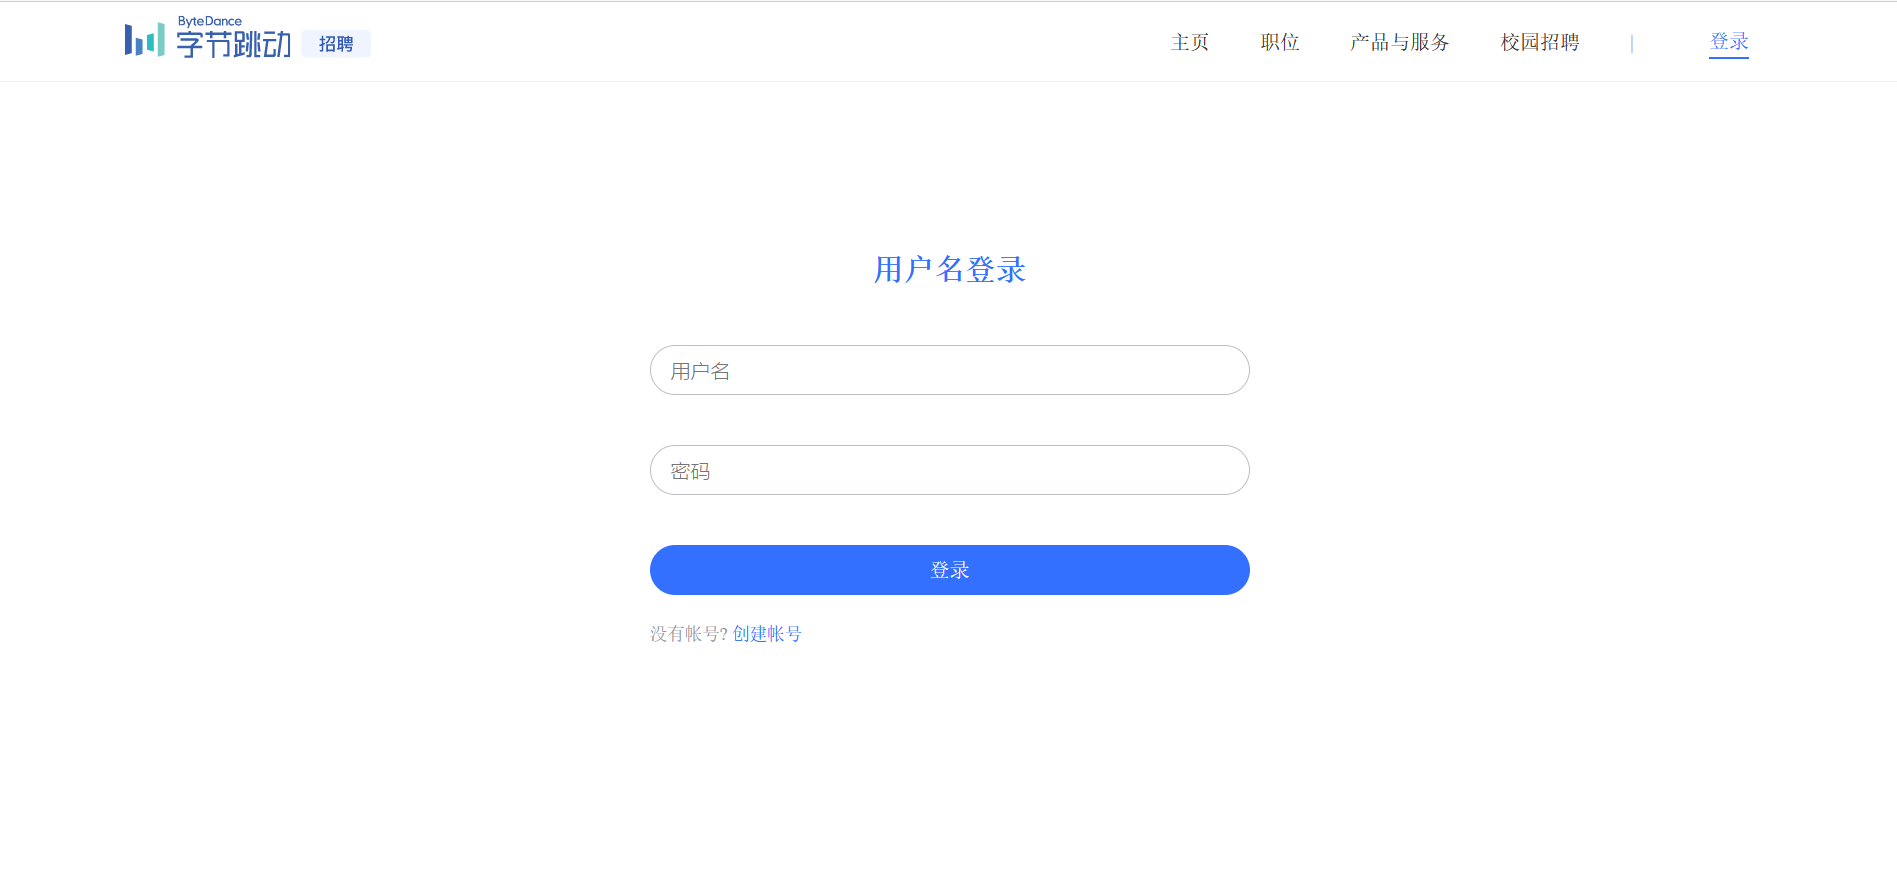 ByteDance
字节跳动 招聘
主页 职位 产品与服务 校园招聘 | 登录
用户名登录
用户名
密码
登录
没有帐号? 创建帐号